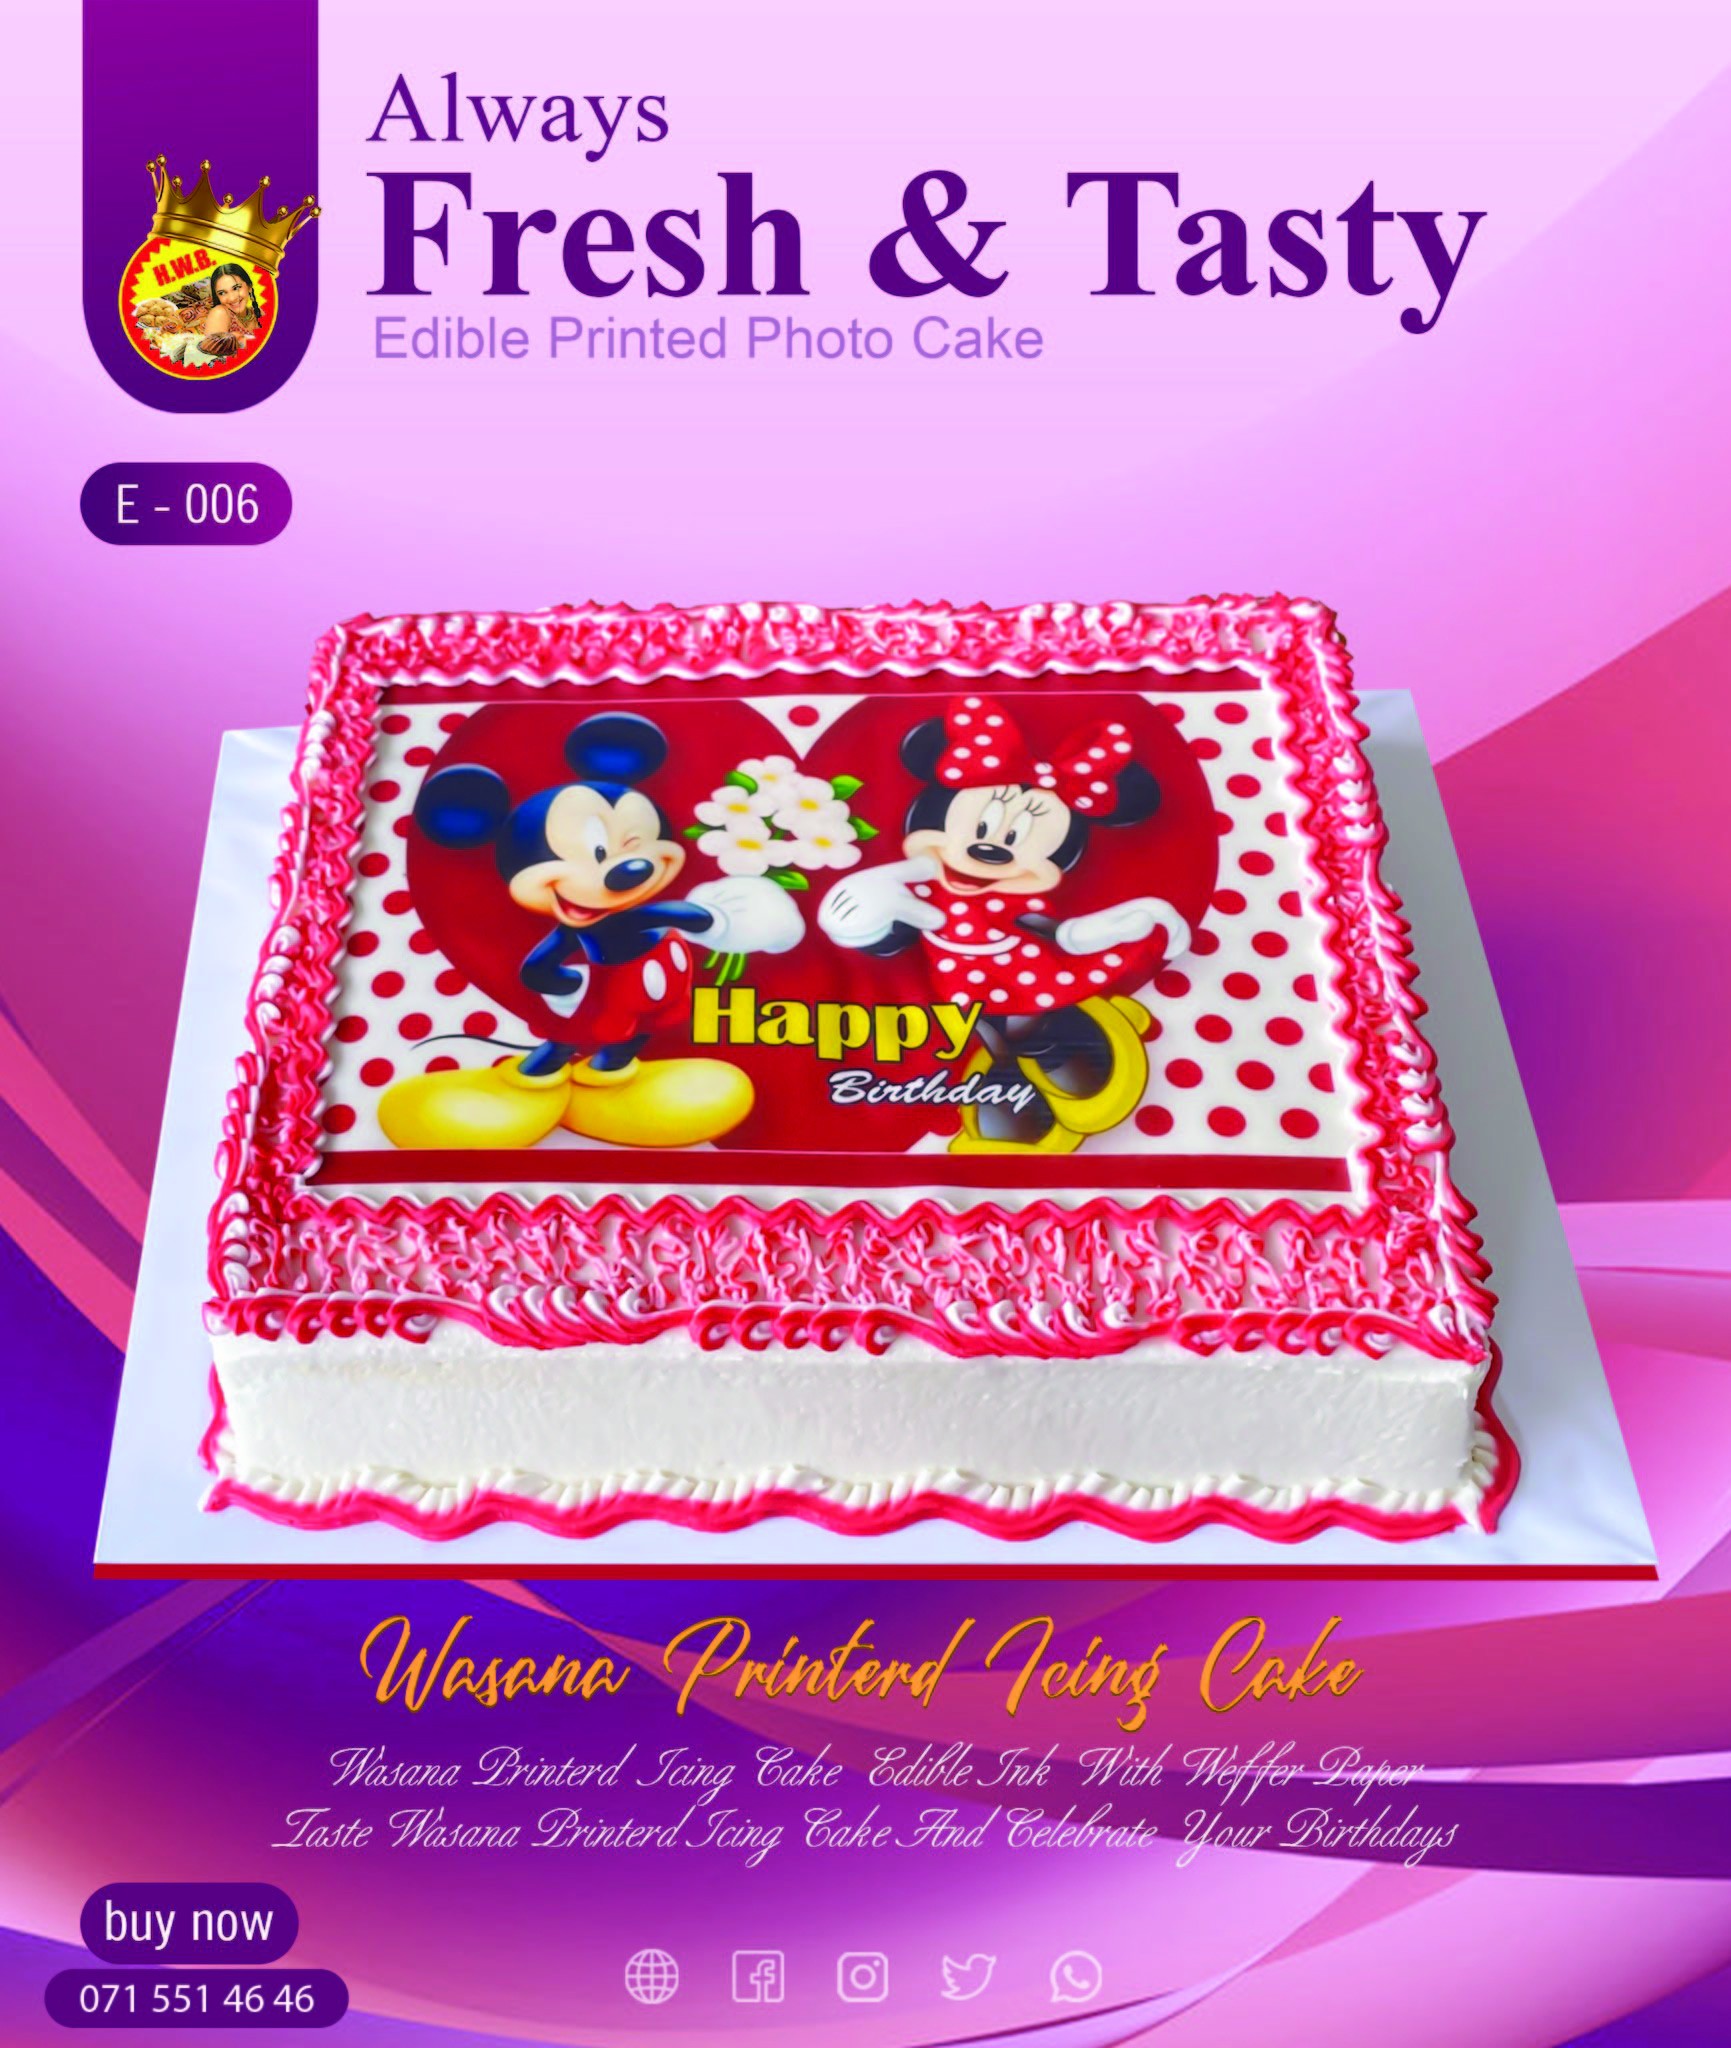 Always
Fresh & Tasty
Edible Printed Photo Cake
H.W.B.
E - 006
Happy
Birthday
Wasana Printerd Icing Cake
Wasana Printerd Icing Cake Edible Ink With Weffer Paper
Taste Wasana Printerd Icing Cake And Celebrate Your Birthdays
buy now
071 551 46 46